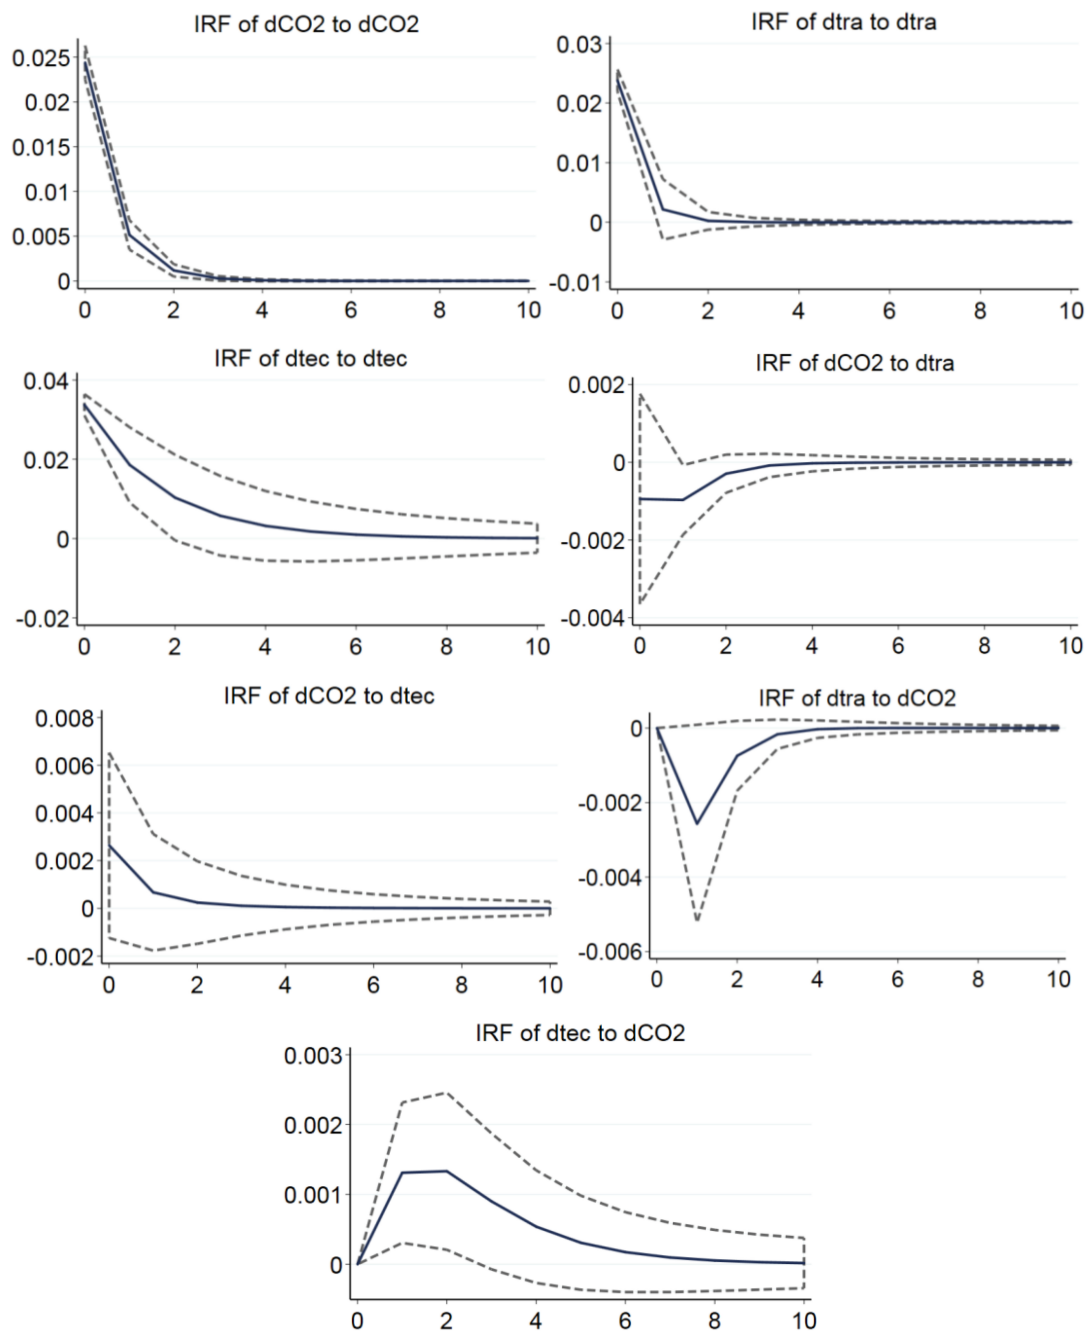 IRF of dCO2 to dCO2
0.025
0.02
0.015
0.01
0.005
0
0 2 4 6 8 10
IRF of dtra to dtra
0.03
0.02
0.01
0
-0.01
0 2 4 6 8 10
IRF of dtec to dtec
0.04
0.02
0
-0.02
0 2 4 6 8 10
IRF of dCO2 to dtra
0.002
0
-0.002
-0.004
0 2 4 6 8 10
IRF of dCO2 to dtec
0.008
0.006
0.004
0.002
0
-0.002
0 2 4 6 8 10
IRF of dtra to dCO2
0
-0.002
-0.004
-0.006
0 2 4 6 8 10
IRF of dtec to dCO2
0.003
0.002
0.001
0
0 2 4 6 8 10